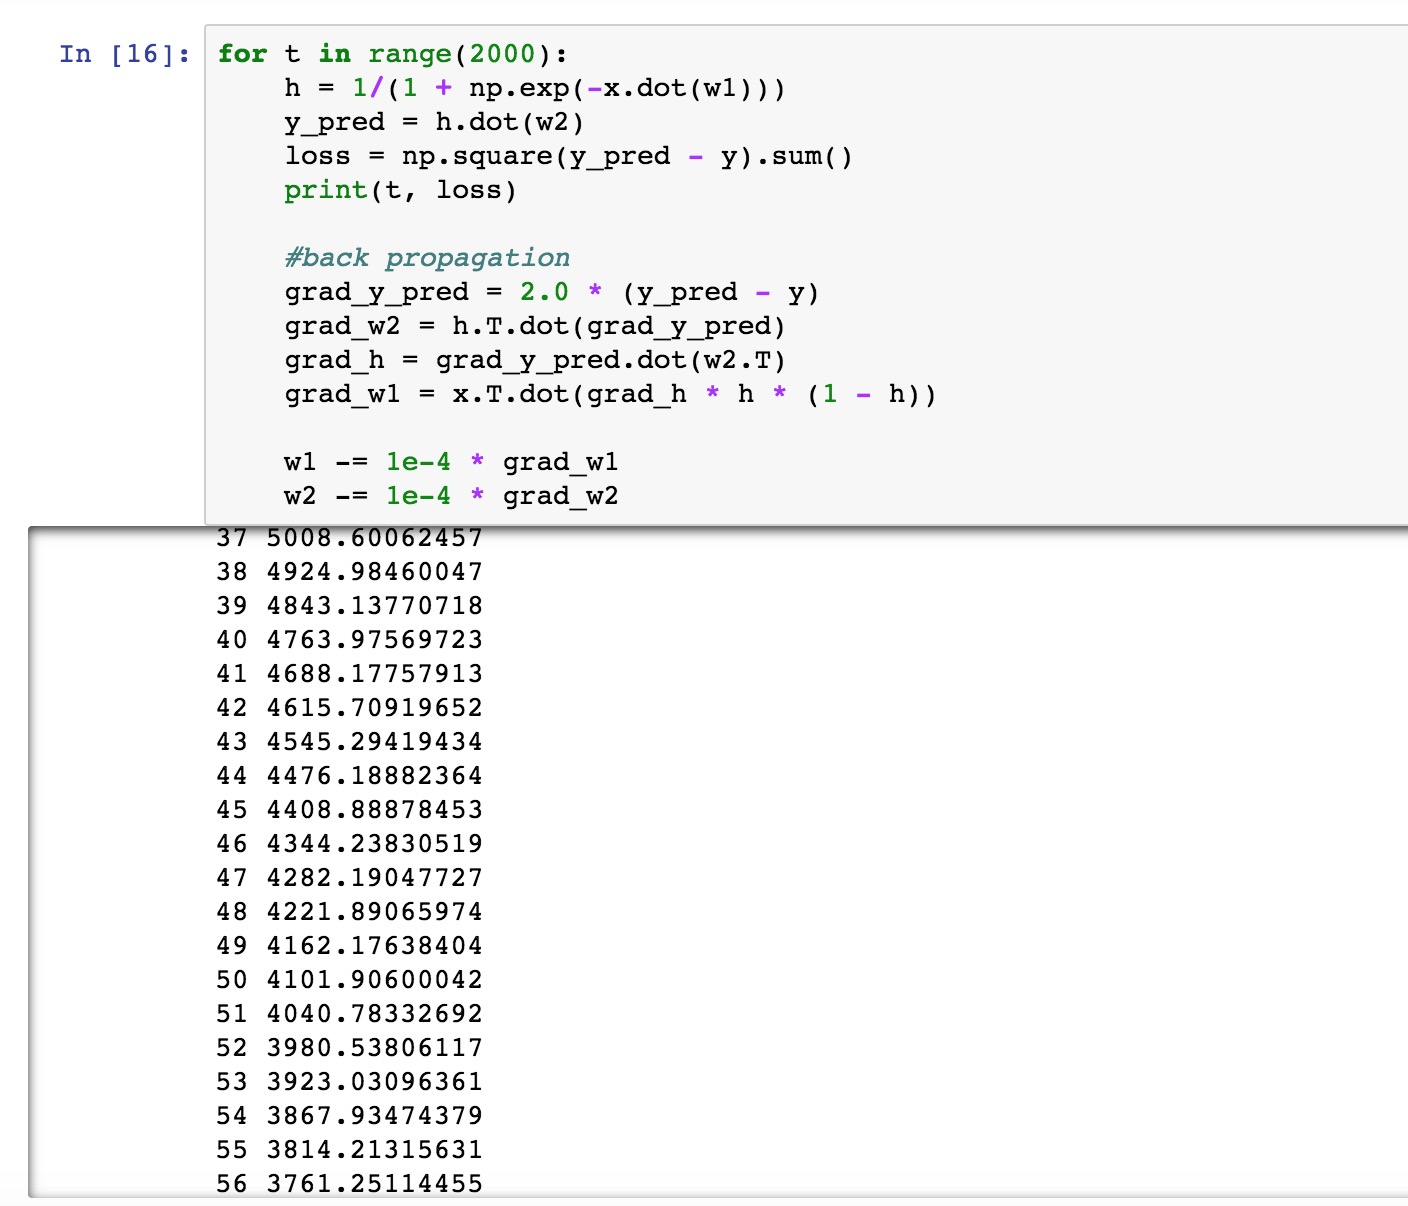 In [16]: for t in range(2000):
    h = 1/(1 + np.exp(-x.dot(w1)))
    y_pred = h.dot(w2)
    loss = np.square(y_pred - y).sum()
    print(t, loss)

    #back propagation
    grad_y_pred = 2.0 * (y_pred - y)
    grad_w2 = h.T.dot(grad_y_pred)
    grad_h = grad_y_pred.dot(w2.T)
    grad_w1 = x.T.dot(grad_h * h * (1 - h))

    w1 -= 1e-4 * grad_w1
    w2 -= 1e-4 * grad_w2
37 5008.60062457
38 4924.98460047
39 4843.13770718
40 4763.97569723
41 4688.17757913
42 4615.70919652
43 4545.29419434
44 4476.18882364
45 4408.88878453
46 4344.23830519
47 4282.19047727
48 4221.89065974
49 4162.17638404
50 4101.90600042
51 4040.78332692
52 3980.53806117
53 3923.03096361
54 3867.93474379
55 3814.21315631
56 3761.25114455